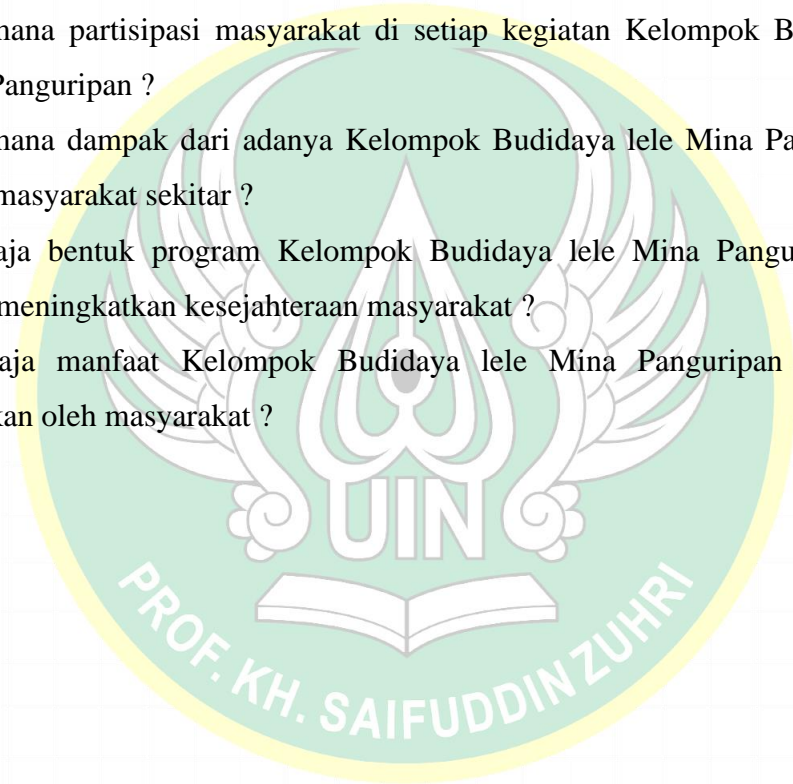 mana partisipasi masyarakat di setiap kegiatan Kelompok B
Panguripan ?
mana dampak dari adanya Kelompok Budidaya lele Mina Pa
masyarakat sekitar ?
aja bentuk program Kelompok Budidaya lele Mina Pangu
meningkatkan kesejahteraan masyarakat ?
aja manfaat Kelompok Budidaya lele Mina Panguripan
kan oleh masyarakat ?
UIN
PROF. KH. SAIFUDDIN ZUHRI